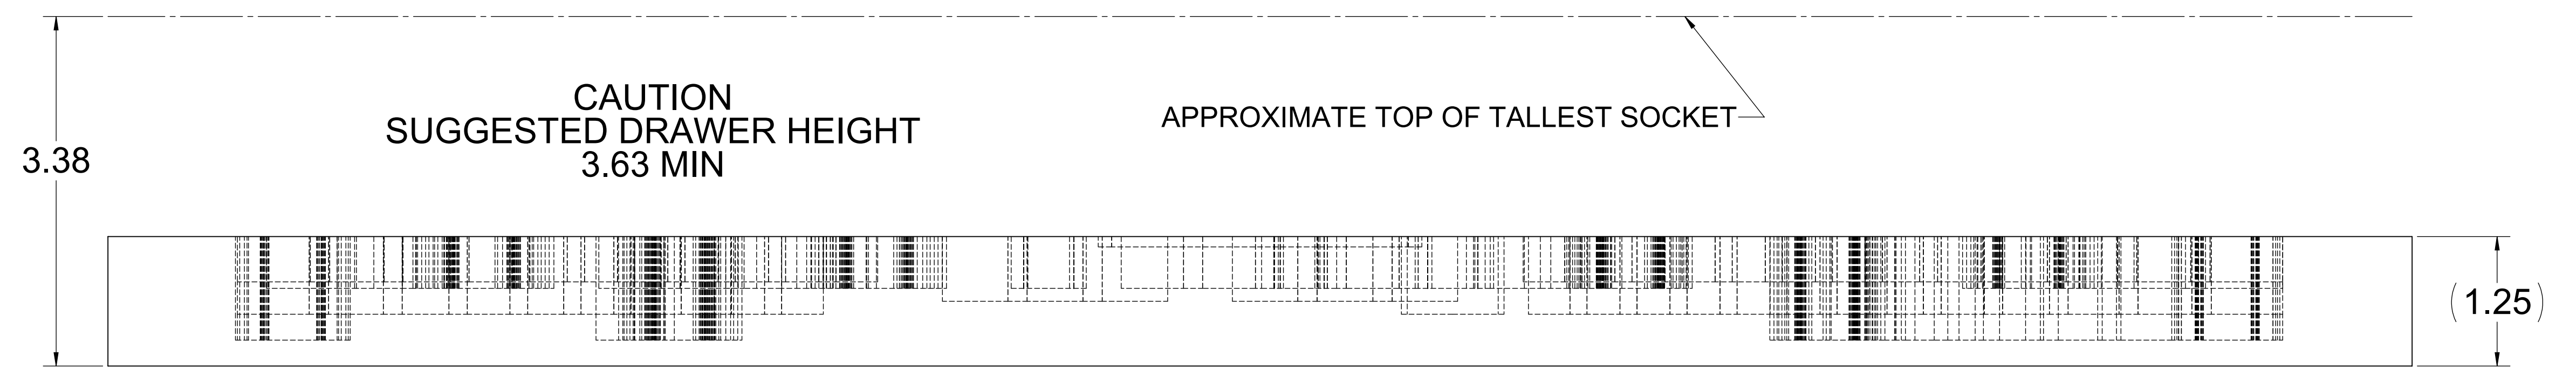 CAUTION
SUGGESTED DRAWER HEIGHT
3.63 MIN
APPROXIMATE TOP OF TALLEST SOCKET
3.38
(1.25)